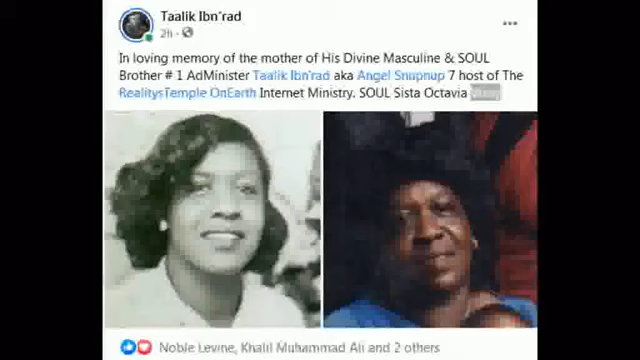 Taalik Ibn'rad
2h ·
In loving memory of the mother of His Divine Masculine & SOUL
Brother # 1 AdMinister Taalik Ibn'rad aka Angel Snupnup 7 host of The
RealitysTemple OnEarth Internet Ministry. SOUL Sista Octavia
Noble Levine, Khalil Muhammad Ali and 2 others